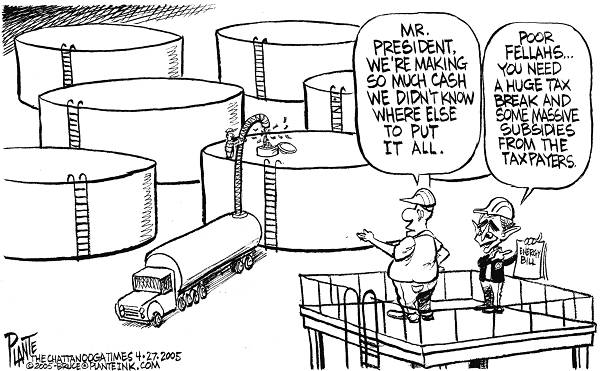 MR.
PRESIDENT,
WE'RE MAKING
SO MUCH CASH
WE DIDN'T KNOW
WHERE ELSE
TO PUT
IT ALL.
POOR
FELLAHS...
YOU NEED
A HUGE TAX
BREAK AND
SOME MASSIVE
SUBSIDIES
FROM THE
TAXPAYERS.
ENERGY
BILL
PLANTE
THE CHATTANOOGA TIMES 4.27.2005
©2005-BRUCE@PLANTEINK.COM